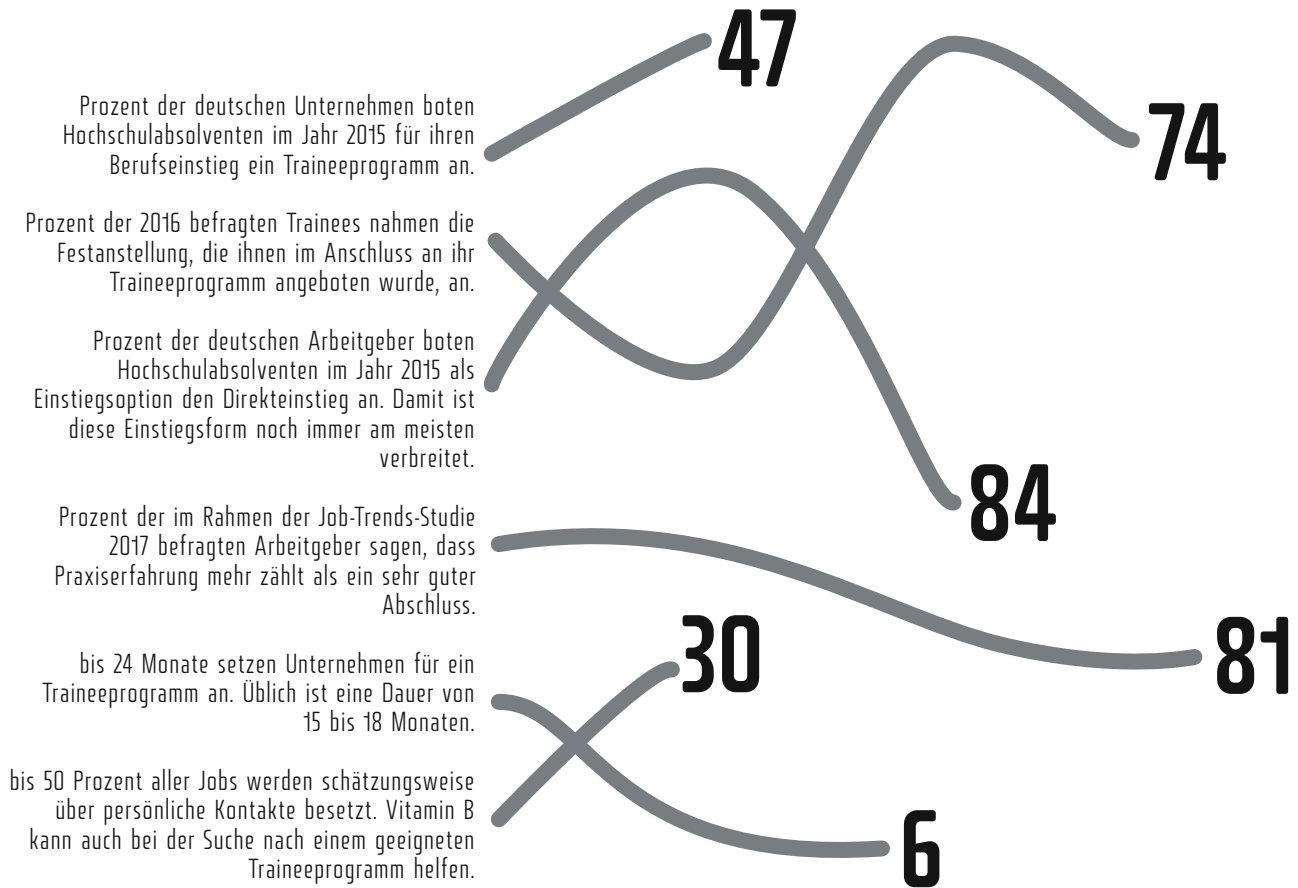 47
Prozent der deutschen Unternehmen boten
Hochschulabsolventen im Jahr 2015 für ihren
Berufseinstieg ein Traineeprogramm an.
74
Prozent der 2016 befragten Trainees nahmen die
Festanstellung, die ihnen im Anschluss an ihr
Traineeprogramm angeboten wurde, an.
Prozent der deutschen Arbeitgeber boten
Hochschulabsolventen im Jahr 2015 als
Einstiegsoption den Direkteinstieg an. Damit ist
diese Einstiegsform noch immer am meisten
verbreitet.
84
Prozent der im Rahmen der Job-Trends-Studie
2017 befragten Arbeitgeber sagen, dass
Praxiserfahrung mehr zählt als ein sehr guter
Abschluss.
81
30
bis 24 Monate setzen Unternehmen für ein
Traineeprogramm an. Üblich ist eine Dauer von
15 bis 18 Monaten.
bis 50 Prozent aller Jobs werden schätzungsweise
über persönliche Kontakte besetzt. Vitamin B
kann auch bei der Suche nach einem geeigneten
Traineeprogramm helfen.
6